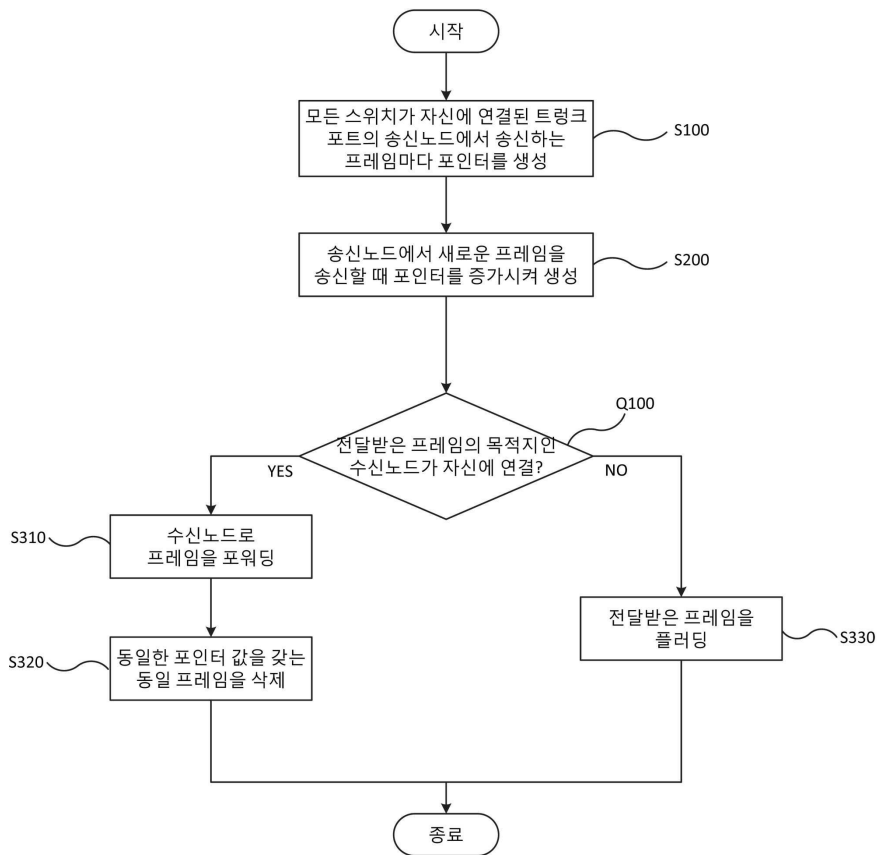 시작
모든 스위치가 자신에 연결된 트렁크
포트의 송신노드에서 송신하는
프레임마다 포인터를 생성
S100
송신노드에서 새로운 프레임을
송신할 때 포인터를 증가시켜 생성
S200
Q100
전달받은 프레임의 목적지인
수신노드가 자신에 연결?
YES
NO
S310
수신노드로
프레임을 포워딩
S320
동일한 포인터 값을 갖는
동일 프레임을 삭제
전달받은 프레임을
플러딩
S330
종료